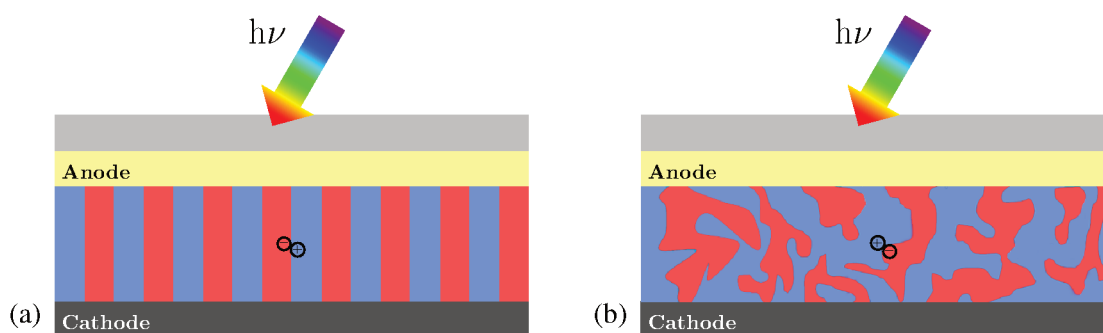 hν
hν
Anode
Anode
− +
+ −
(a)
Cathode
(b)
Cathode